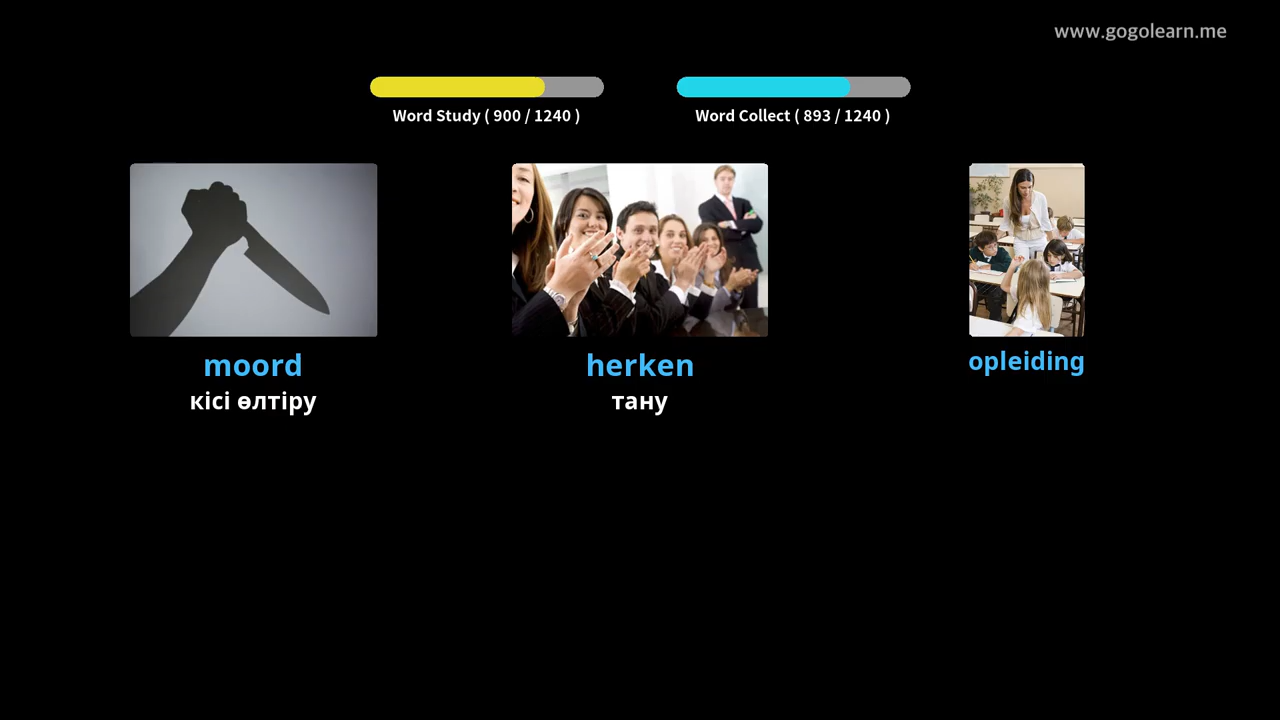 www.gogolearn.me
Word Study ( 900 / 1240 )
Word Collect ( 893 / 1240 )
moord
кісі өлтіру
herken
тану
opleiding